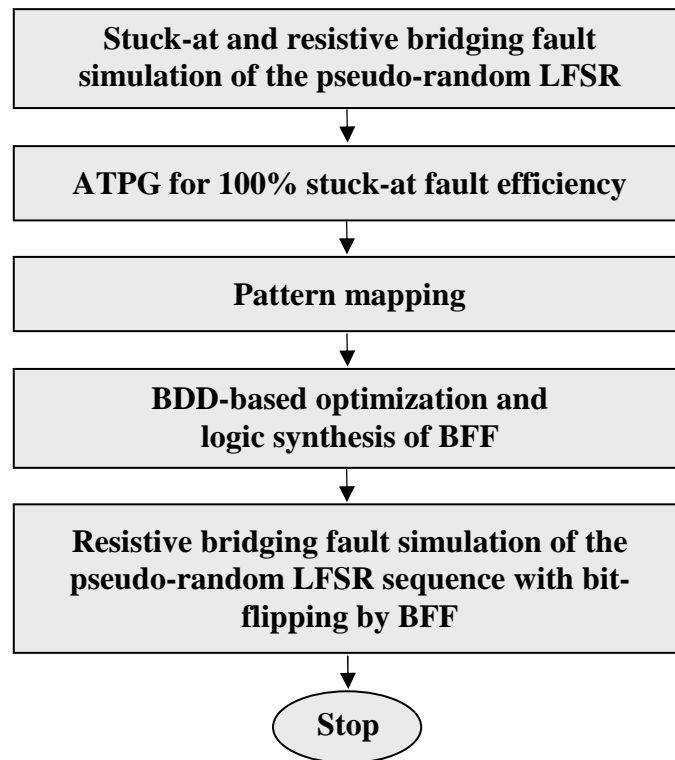 Stuck-at and resistive bridging fault
simulation of the pseudo-random LFSR
ATPG for 100% stuck-at fault efficiency
Pattern mapping
BDD-based optimization and
logic synthesis of BFF
Resistive bridging fault simulation of the
pseudo-random LFSR sequence with bit-
flipping by BFF
Stop